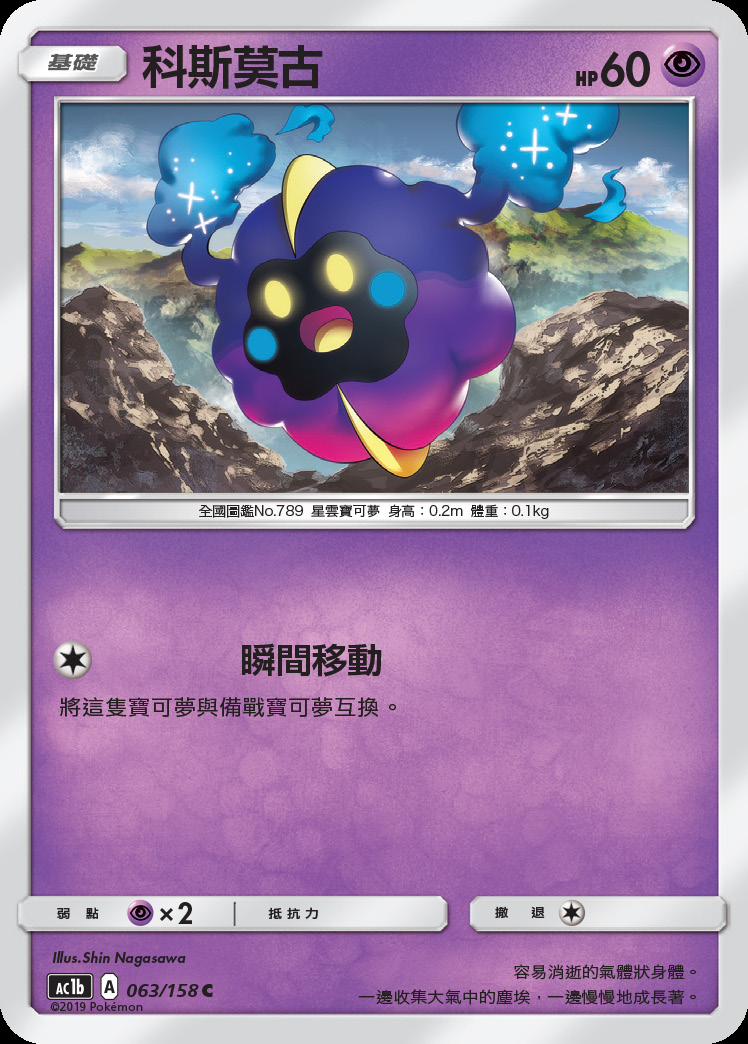 基礎 科斯莫古 HP60
全國圖鑑No.789 星雲寶可夢 身高：0.2m 體重：0.1kg
瞬間移動
將這隻寶可夢與備戰寶可夢互換。
弱點 ×2 抵抗力 撤退
Illus.Shin Nagasawa
容易消逝的氣體狀身體。
一邊收集大氣中的塵埃，一邊慢慢地成長著。
AC1b A 063/158 C
©2019 Pokémon